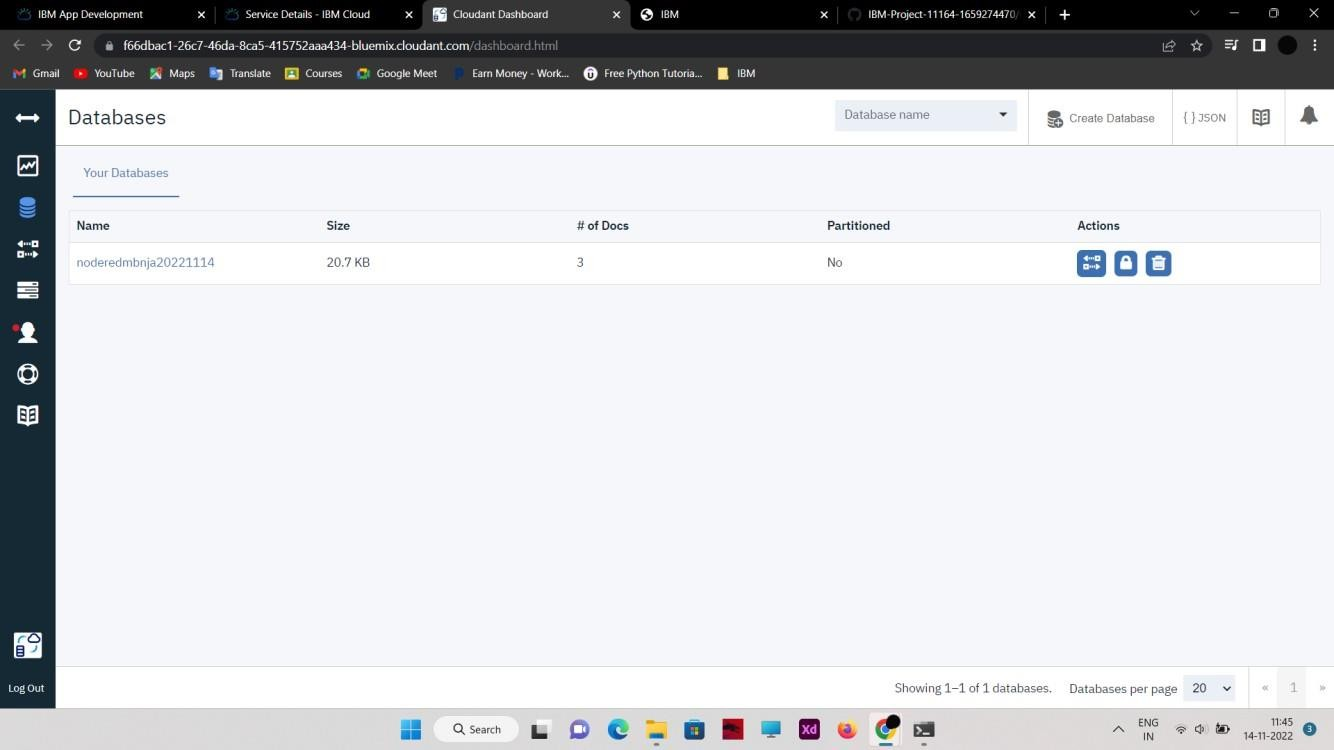 IBM App Development
Service Details - IBM Cloud
Cloudant Dashboard
IBM
IBM-Project-11164-1659274470/
f66dbac1-26c7-46da-8ca5-415752aaa434-bluemix.cloudant.com/dashboard.html
Gmail
YouTube
Maps
Translate
Courses
Google Meet
Earn Money - Work...
Free Python Tutoria...
IBM
Databases
Database name
Create Database
{ } JSON
Your Databases
Name Size # of Docs Partitioned Actions
noderedmbnja20221114 20.7 KB 3 No
Showing 1–1 of 1 databases.
Databases per page 20
« 1 »
Log Out
Search
Xd
ENG
IN
11:45
14-11-2022
3